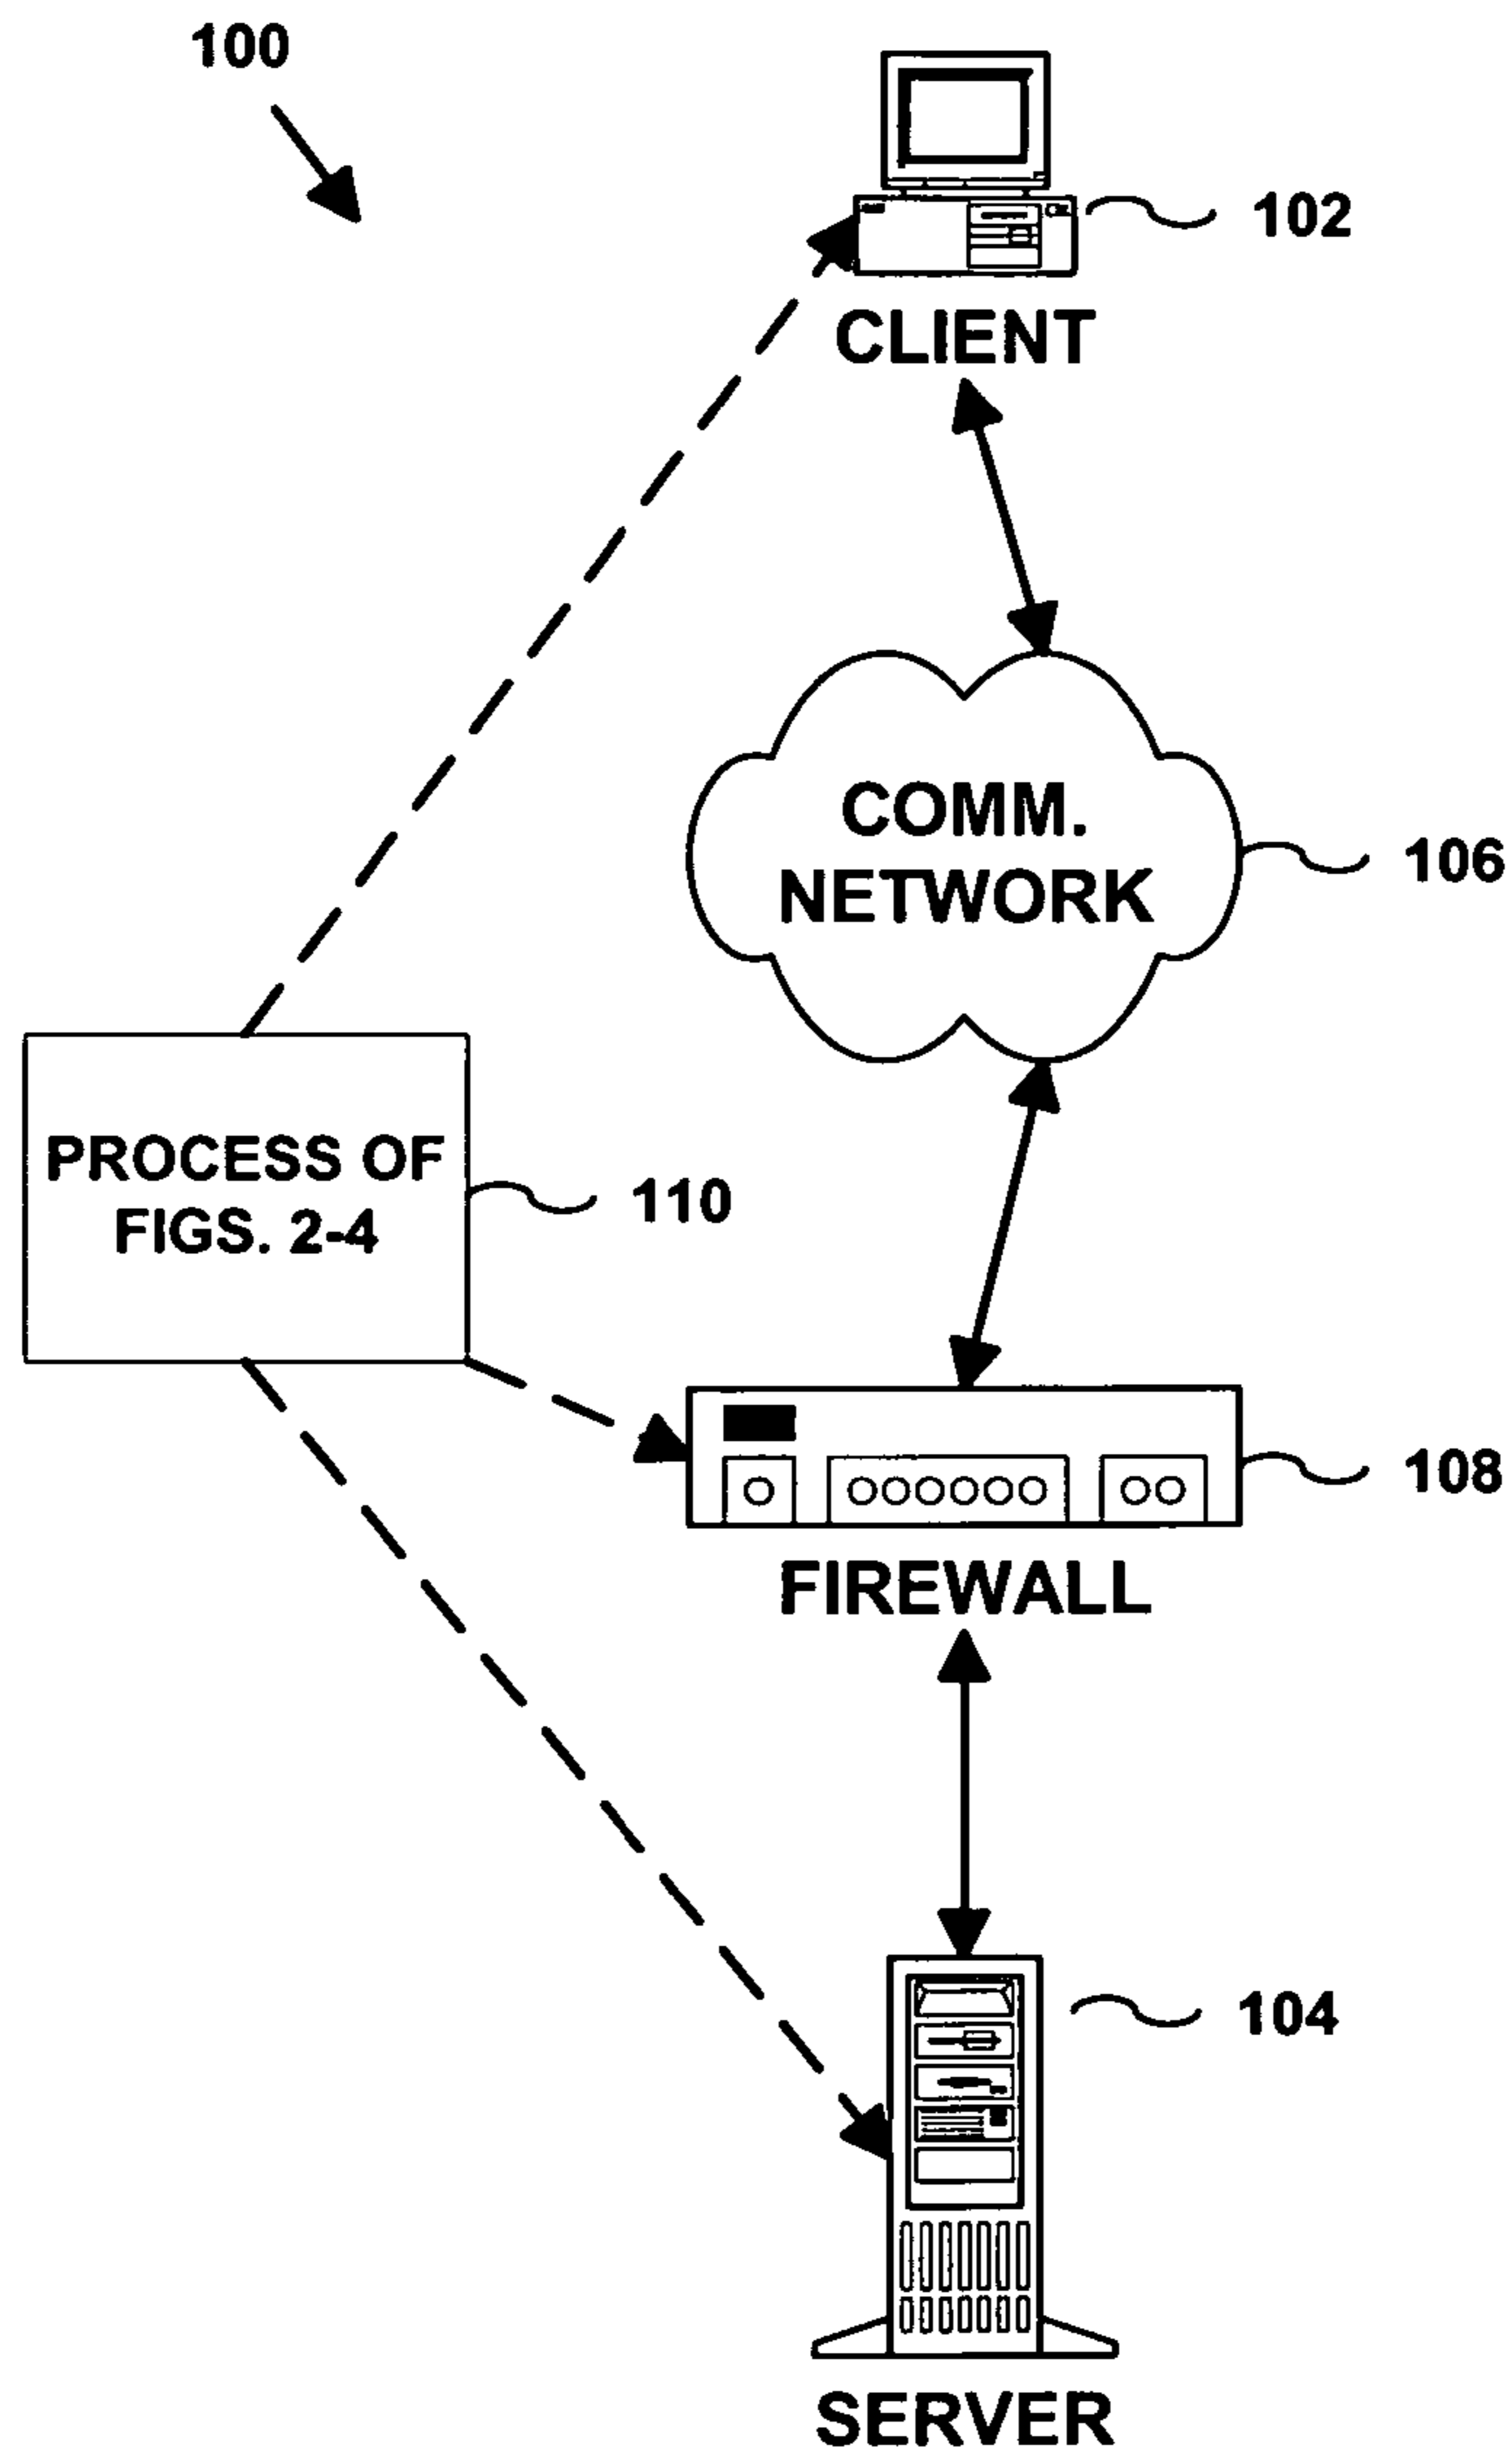 100
102
CLIENT
COMM.
NETWORK
106
PROCESS OF
FIGS. 2-4
110
108
FIREWALL
104
SERVER